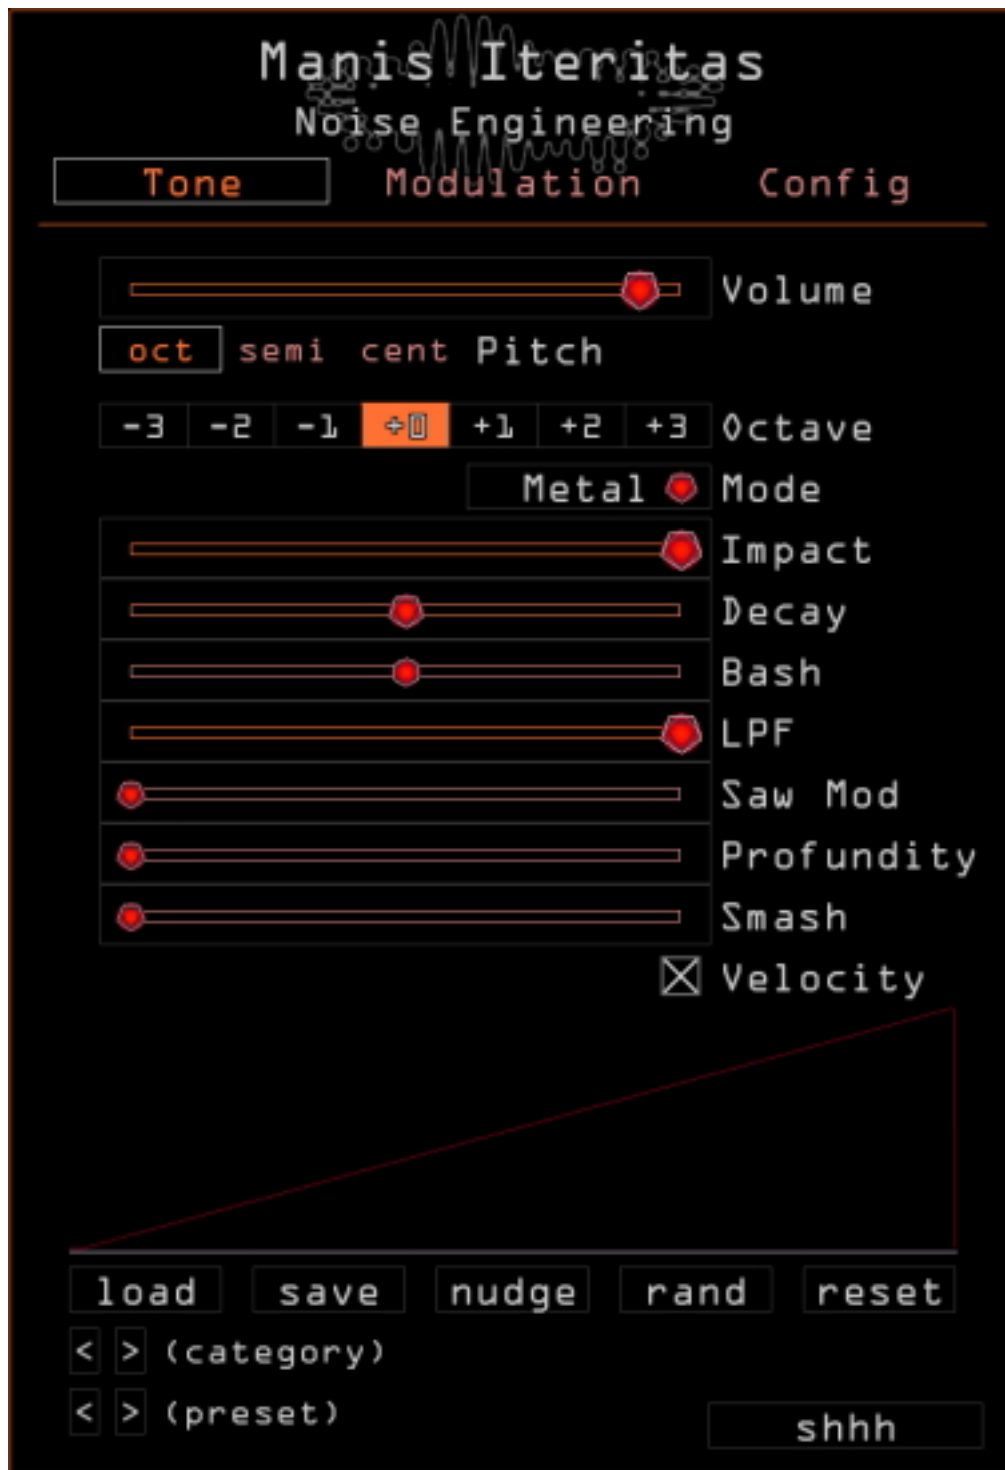 Manis Iteritas
Noise Engineering
Tone Modulation Config
Volume
oct semi cent Pitch
-3 -2 -1 +0 +1 +2 +3 Octave
Metal Mode
Impact
Decay
Bash
LPF
Saw Mod
Profundity
Smash
Velocity
load save nudge rand reset
< > (category)
< > (preset)
shhh